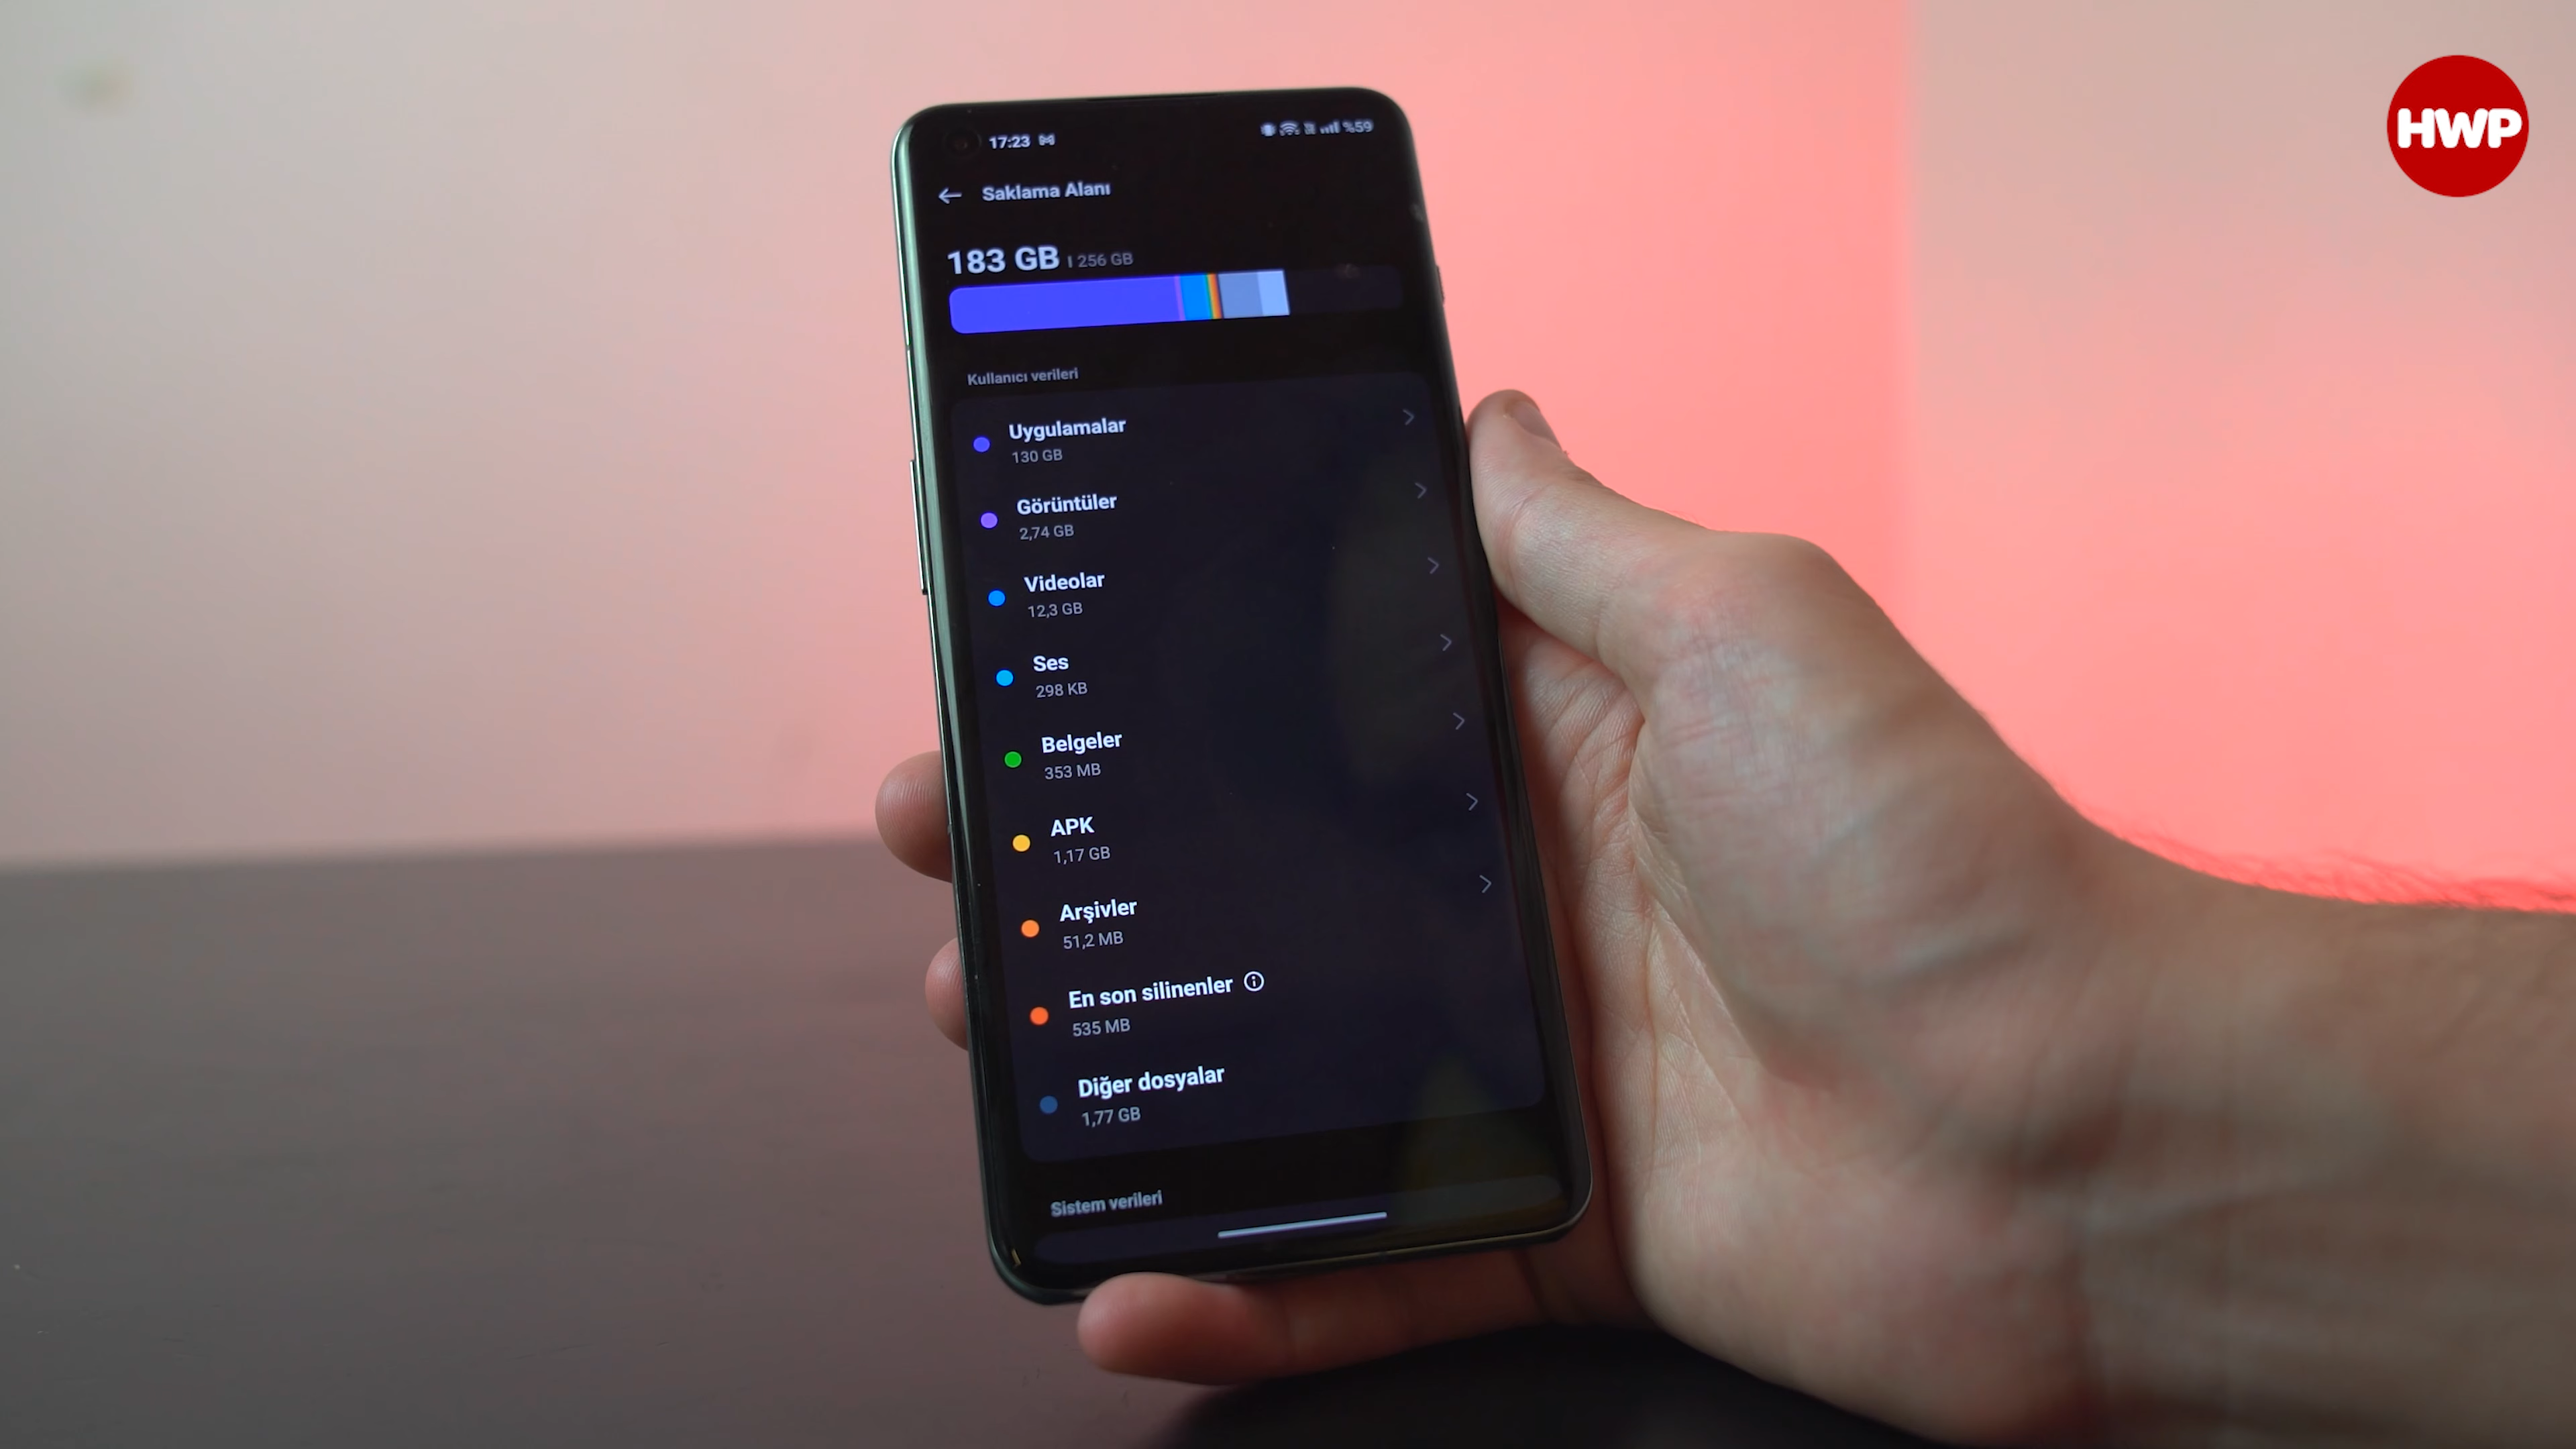 HWP
17:23
%59
Saklama Alanı
183 GB | 256 GB
Kullanıcı verileri
Uygulamalar
130 GB
Görüntüler
2,74 GB
Videolar
12,3 GB
Ses
298 KB
Belgeler
353 MB
APK
1,17 GB
Arşivler
51,2 MB
En son silinenler
535 MB
Diğer dosyalar
1,77 GB
Sistem verileri